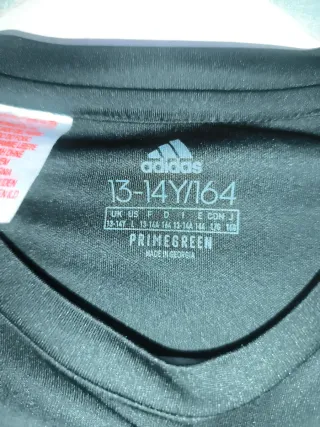 adidas
13-14Y/164
UK US F D I E CDN J
13-14Y L 13-14A 164 13-14A 164 L/G 160
PRIMEGREEN
MADE IN GEORGIA